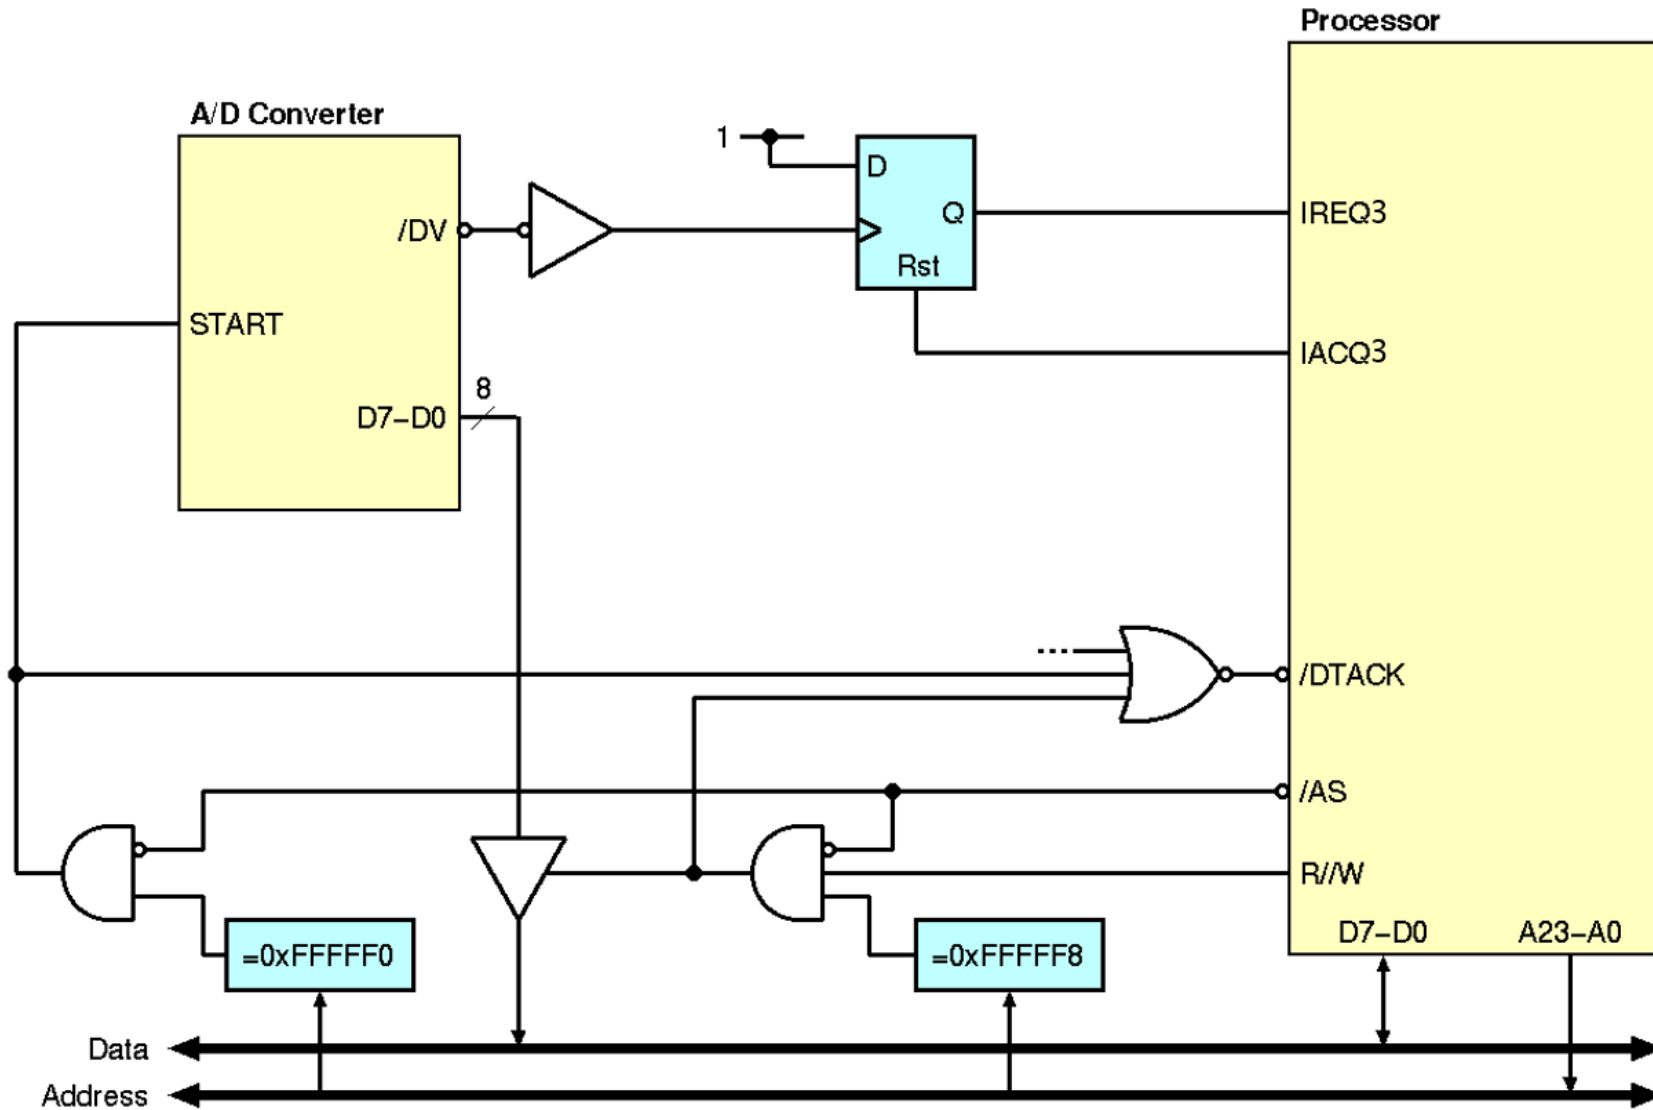 Processor
A/D Converter
1
D
/DV
Q
IREQ3
Rst
START
IACQ3
8
D7-D0
/DTACK
/AS
R//W
D7-D0
A23-A0
=0xFFFFF0
=0xFFFFF8
Data
Address